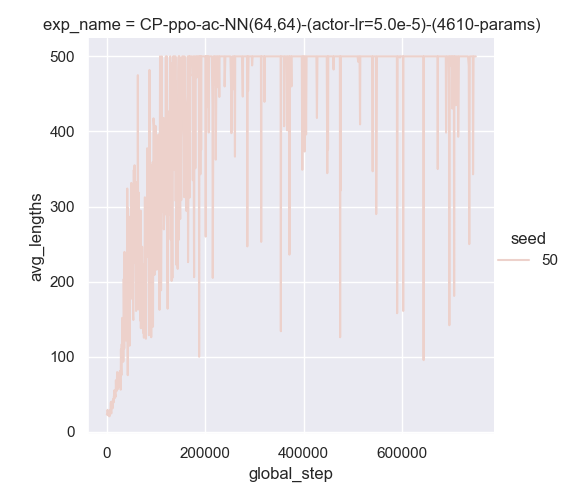 exp_name = CP-ppo-ac-NN(64,64)-(actor-lr=5.0e-5)-(4610-params)
500
400
300
200
100
0
avg_lengths
0 200000 400000 600000
global_step
seed
50